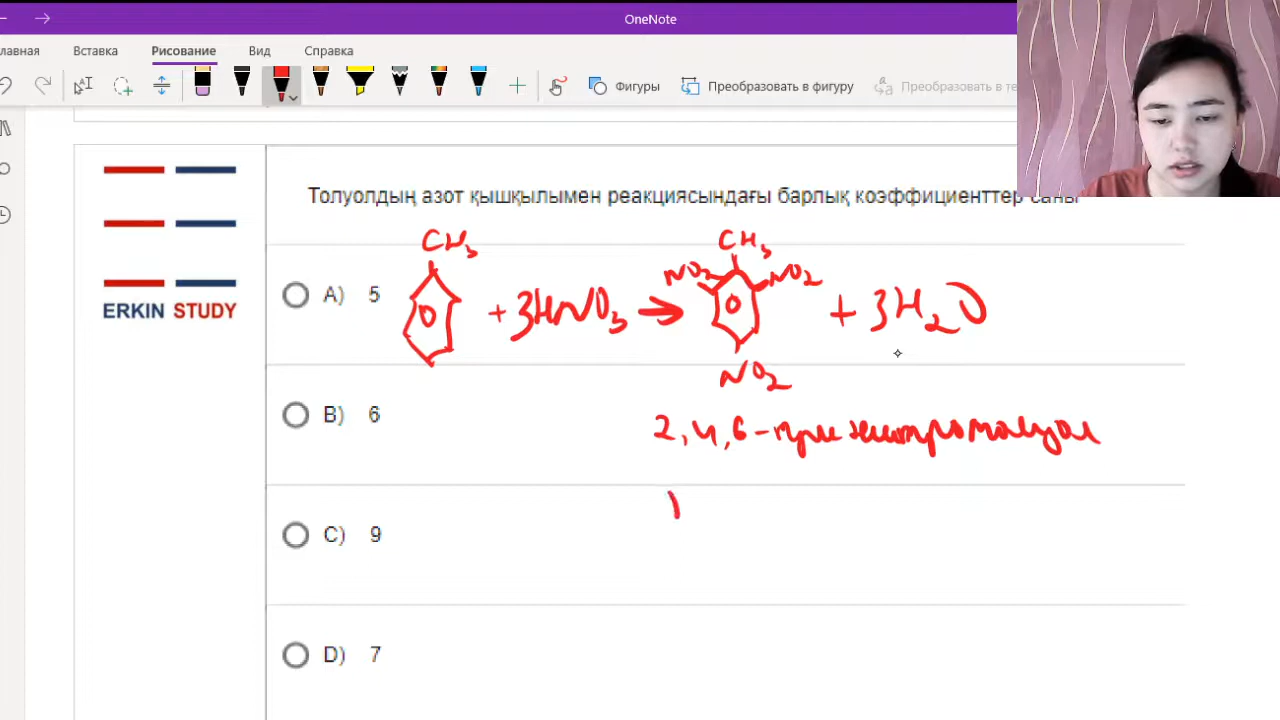 OneNote
лавная Вставка Рисование Вид Справка
Фигуры Преобразовать в фигуру Преобразовать в те
Толуолдың азот қышқылымен реакциясындағы барлық коэффициенттер саны
CH3 CH3
NO2 NO2
A) 5 + 3HNO3 → + 3H2O
NO2
ERKIN STUDY
B) 6
2,4,6-тринитротолуол
1
C) 9
D) 7